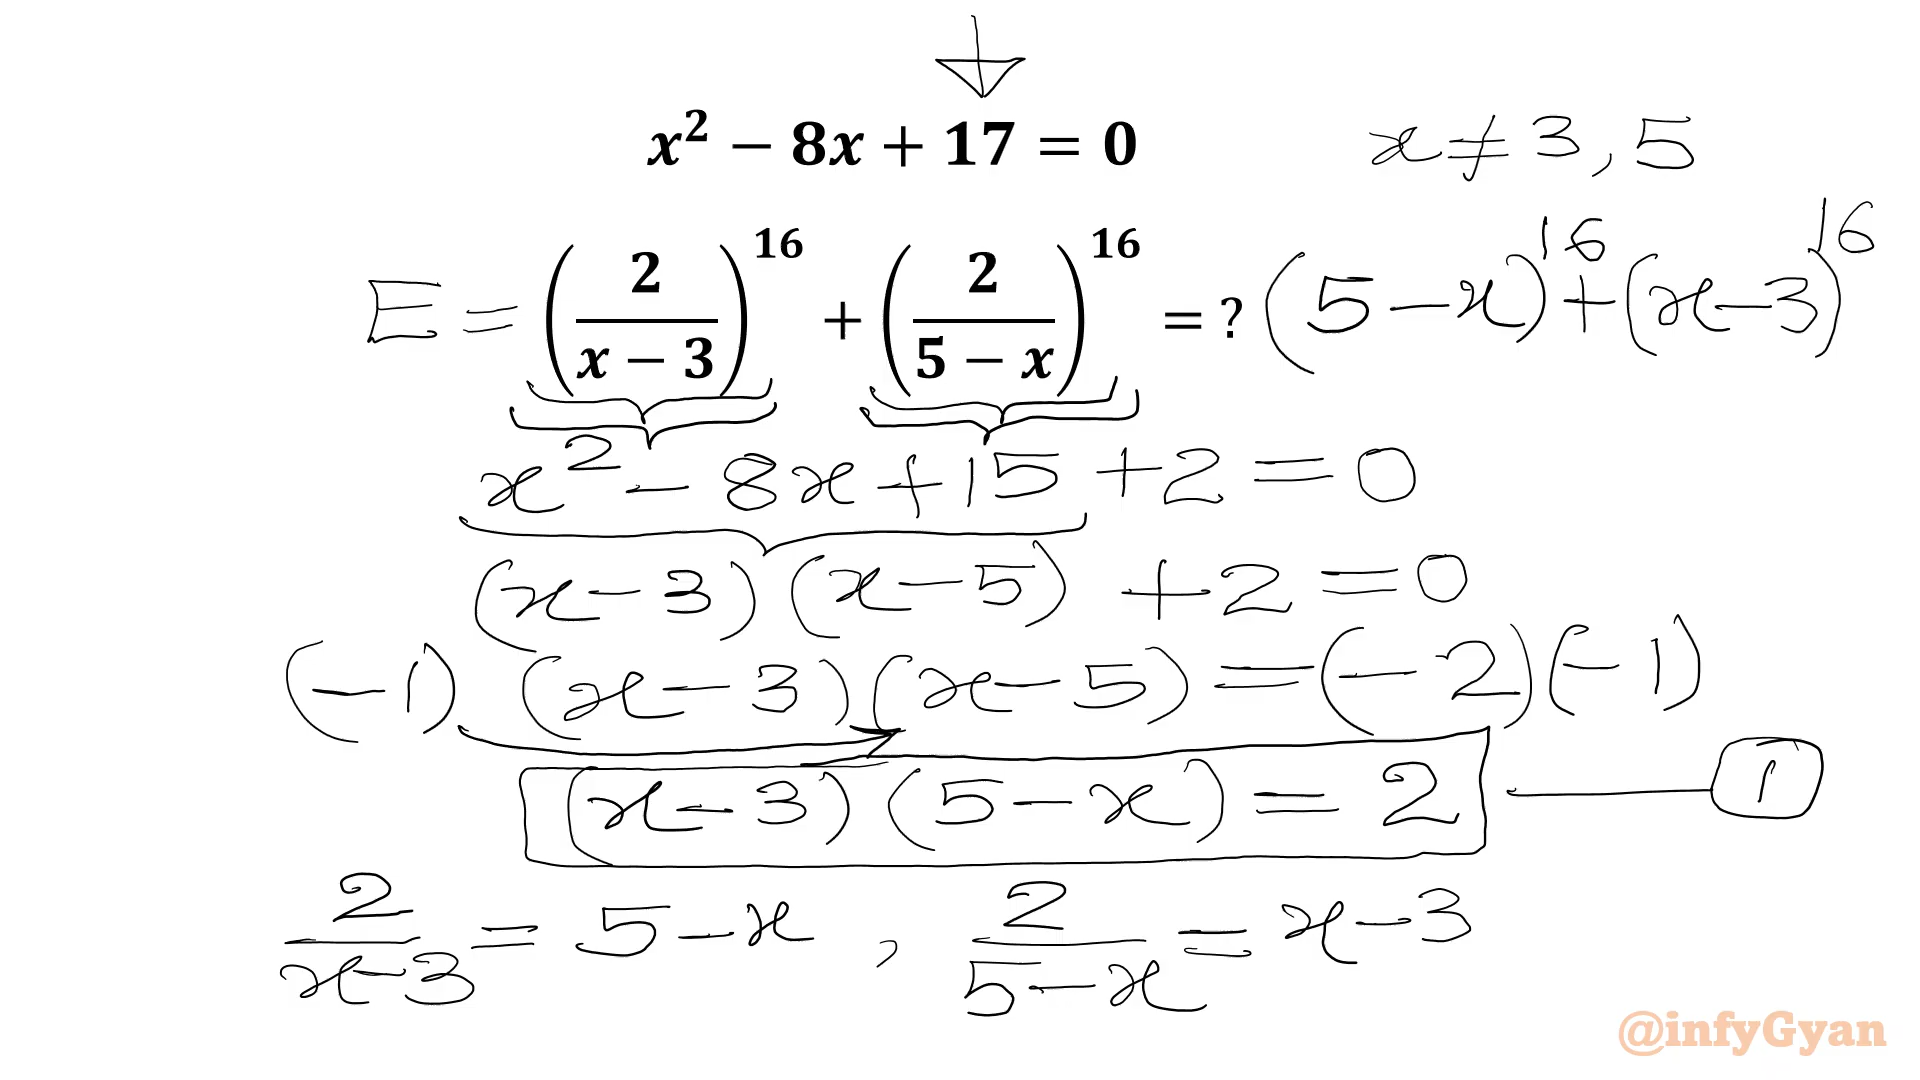 x² − 8x + 17 = 0
x ≠ 3, 5
E = (2/(x − 3))¹⁶ + (2/(5 − x))¹⁶ = ? (5 − x)¹⁶ + (x − 3)¹⁶
x² − 8x + 15 + 2 = 0
(x − 3)(x − 5) + 2 = 0
(−1) (x − 3)(x − 5) = (−2)(−1)
(x − 3)(5 − x) = 2 — 1
2/(x − 3) = 5 − x , 2/(5 − x) = x − 3
@infyGyan